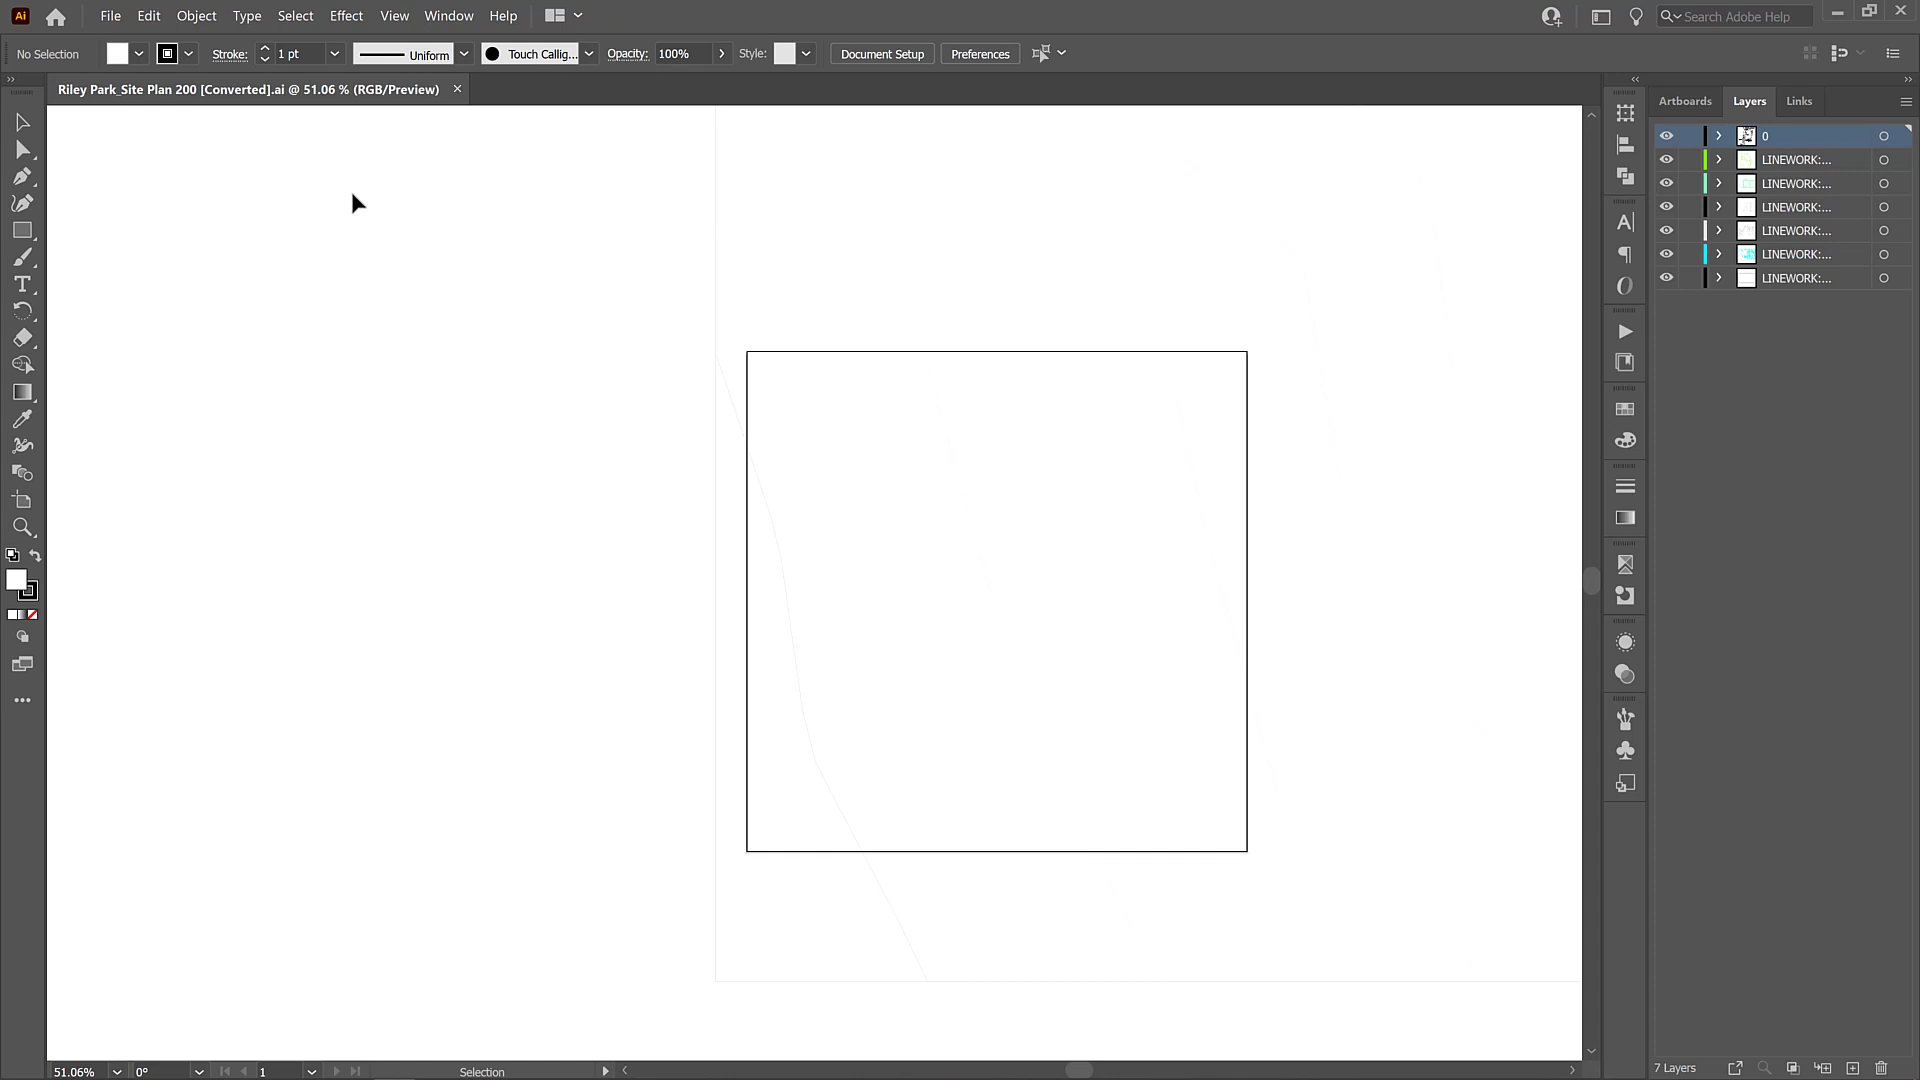 Ai File Edit Object Type Select Effect View Window Help Search Adobe Help
No Selection Stroke: 1 pt Uniform Touch Callig... Opacity: 100% Style: Document Setup Preferences
Riley Park_Site Plan 200 [Converted].ai @ 51.06 % (RGB/Preview)
Artboards Layers Links
0
LINEWORK:...
LINEWORK:...
LINEWORK:...
LINEWORK:...
LINEWORK:...
LINEWORK:...
51.06% 0° 1 Selection
7 Layers